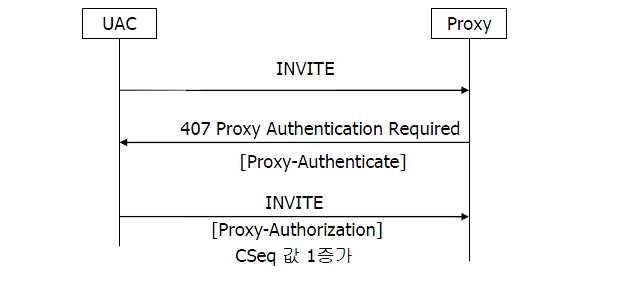 UAC
Proxy
INVITE
407 Proxy Authentication Required
[Proxy-Authenticate]
INVITE
[Proxy-Authorization]
CSeq 값 1증가